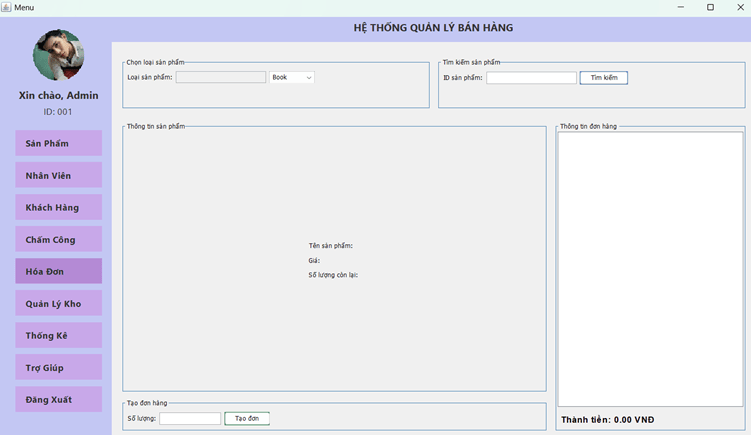 Menu
HỆ THỐNG QUẢN LÝ BÁN HÀNG
Xin chào, Admin
ID: 001
Sản Phẩm
Nhân Viên
Khách Hàng
Chấm Công
Hóa Đơn
Quản Lý Kho
Thống Kê
Trợ Giúp
Đăng Xuất
Chọn loại sản phẩm
Loại sản phẩm: Book
Tìm kiếm sản phẩm
ID sản phẩm: Tìm kiếm
Thông tin sản phẩm
Tên sản phẩm:
Giá:
Số lượng còn lại:
Thông tin đơn hàng
Thành tiền: 0.00 VNĐ
Tạo đơn hàng
Số lượng: Tạo đơn